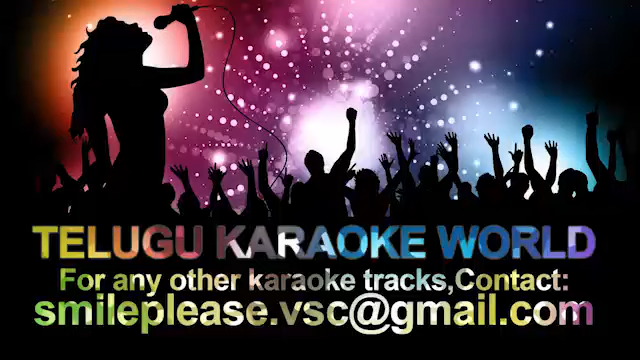 TELUGU KARAOKE WORLD
For any other karaoke tracks,Contact:
smileplease.vsc@gmail.com